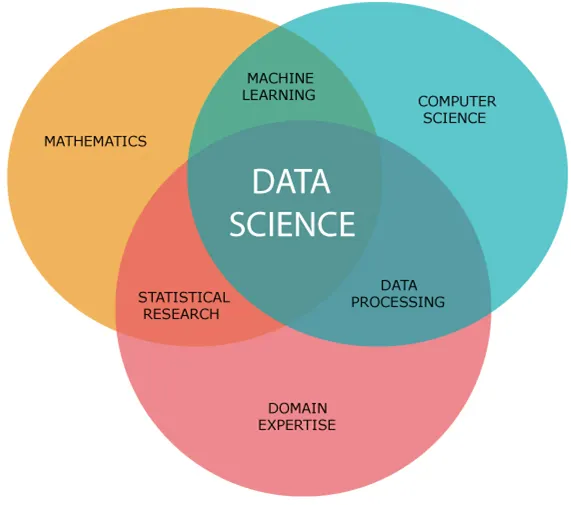 MACHINE
LEARNING
COMPUTER
SCIENCE
MATHEMATICS
DATA
SCIENCE
STATISTICAL
RESEARCH
DATA
PROCESSING
DOMAIN
EXPERTISE